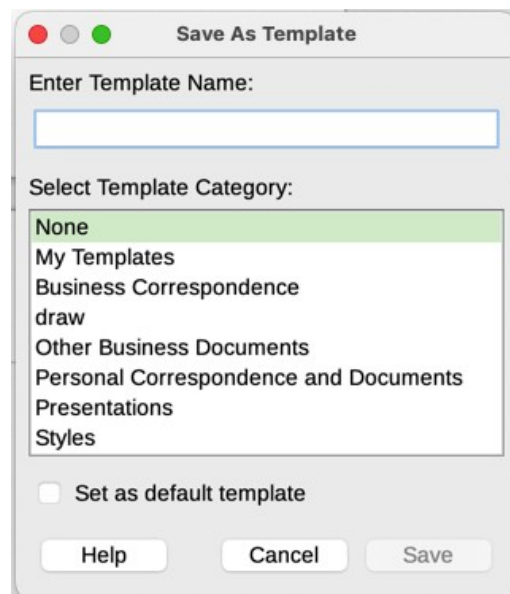 Save As Template
Enter Template Name:
Select Template Category:
None
My Templates
Business Correspondence
draw
Other Business Documents
Personal Correspondence and Documents
Presentations
Styles
Set as default template
Help Cancel Save